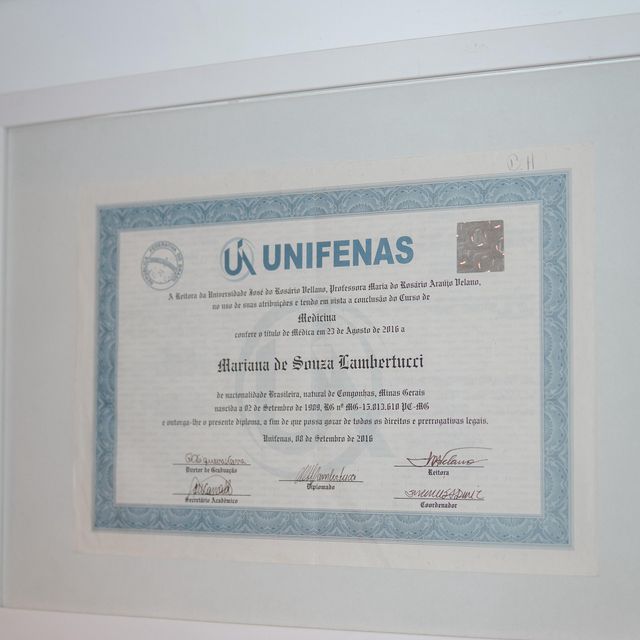 B.H
UNIFENAS
A Reitora da Universidade José do Rosário Vellano, Professora Maria do Rosário Araújo Velano,
no uso de suas atribuições e tendo em vista a conclusão do Curso de
Medicina
confere o título de Médica em 23 de Agosto de 2016 a
Mariana de Souza Lambertucci
de nacionalidade Brasileira, natural de Congonhas, Minas Gerais
nascida a 02 de Setembro de 1989, RG nº MG-15.813.610 PC-MG
e outorga-lhe o presente diploma, a fim de que possa gozar de todos os direitos e prerrogativas legais.
Unifenas, 08 de Setembro de 2016
Diretor de Graduação
Diplomado
Reitora
Secretário Acadêmico
Coordenador